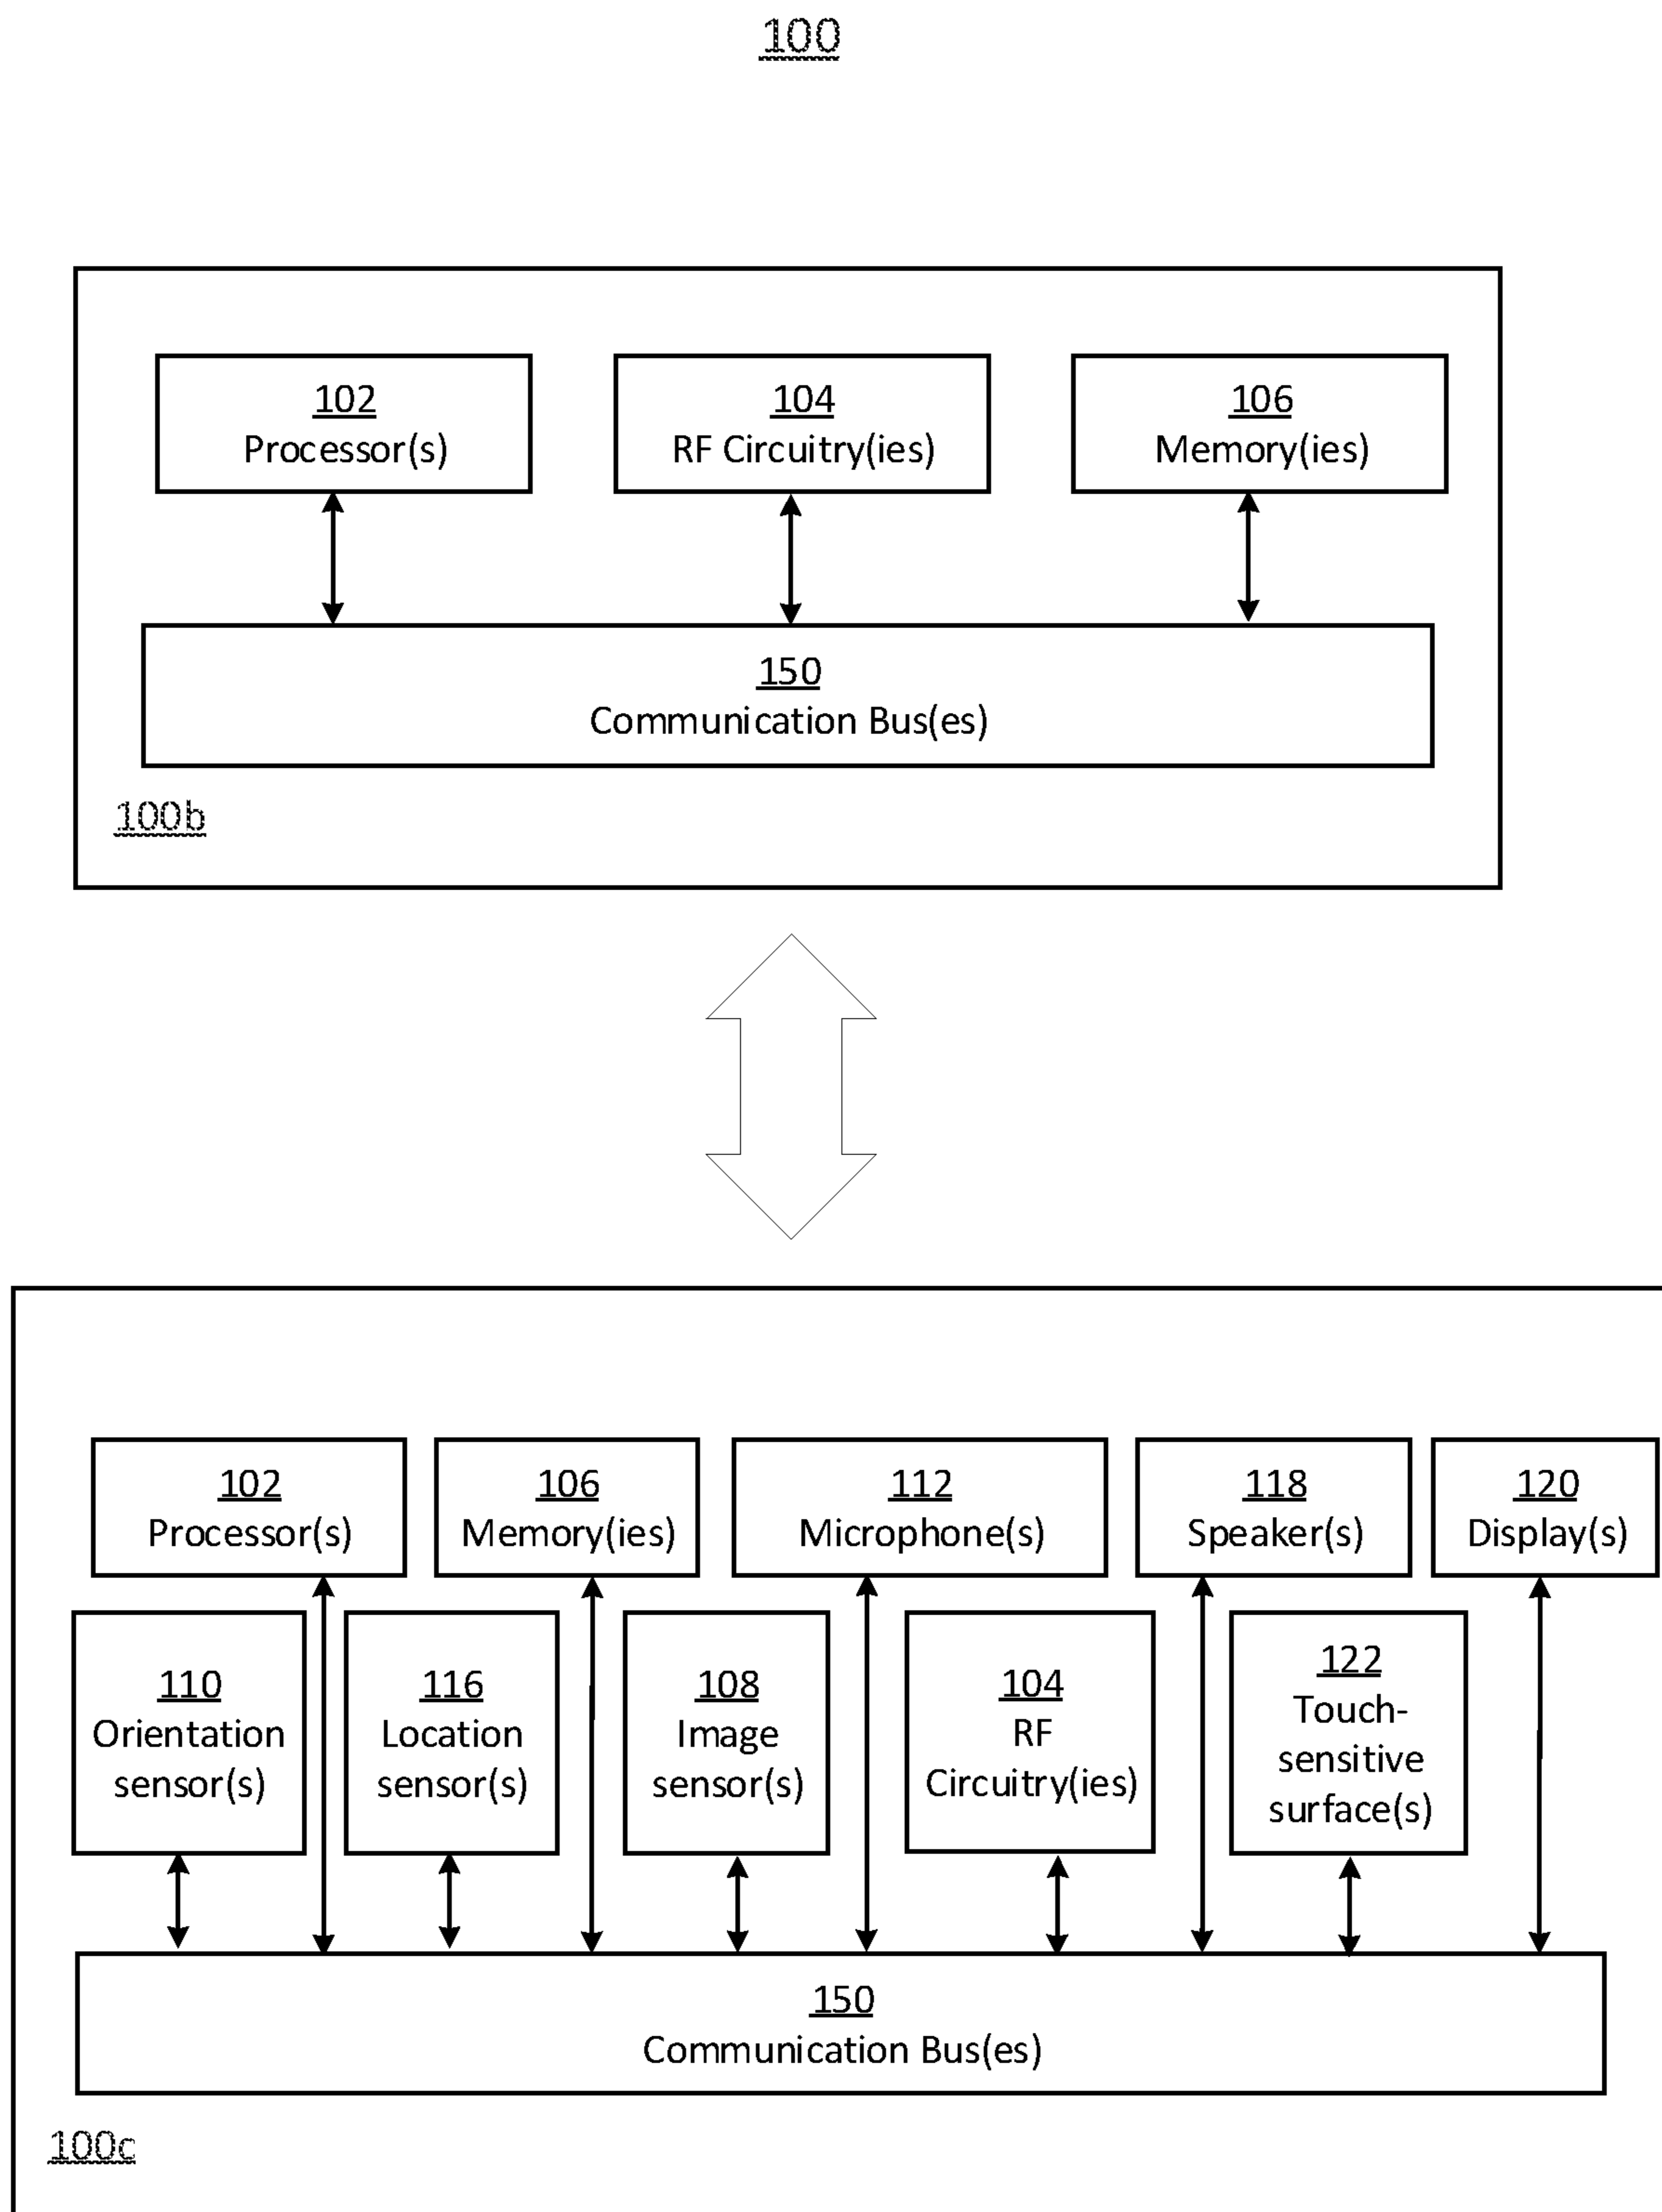 100
102
Processor(s)
104
RF Circuitry(ies)
106
Memory(ies)
150
Communication Bus(es)
100b
102
Processor(s)
106
Memory(ies)
112
Microphone(s)
118
Speaker(s)
120
Display(s)
110
Orientation
sensor(s)
116
Location
sensor(s)
108
Image
sensor(s)
104
RF
Circuitry(ies)
122
Touch-
sensitive
surface(s)
150
Communication Bus(es)
100c